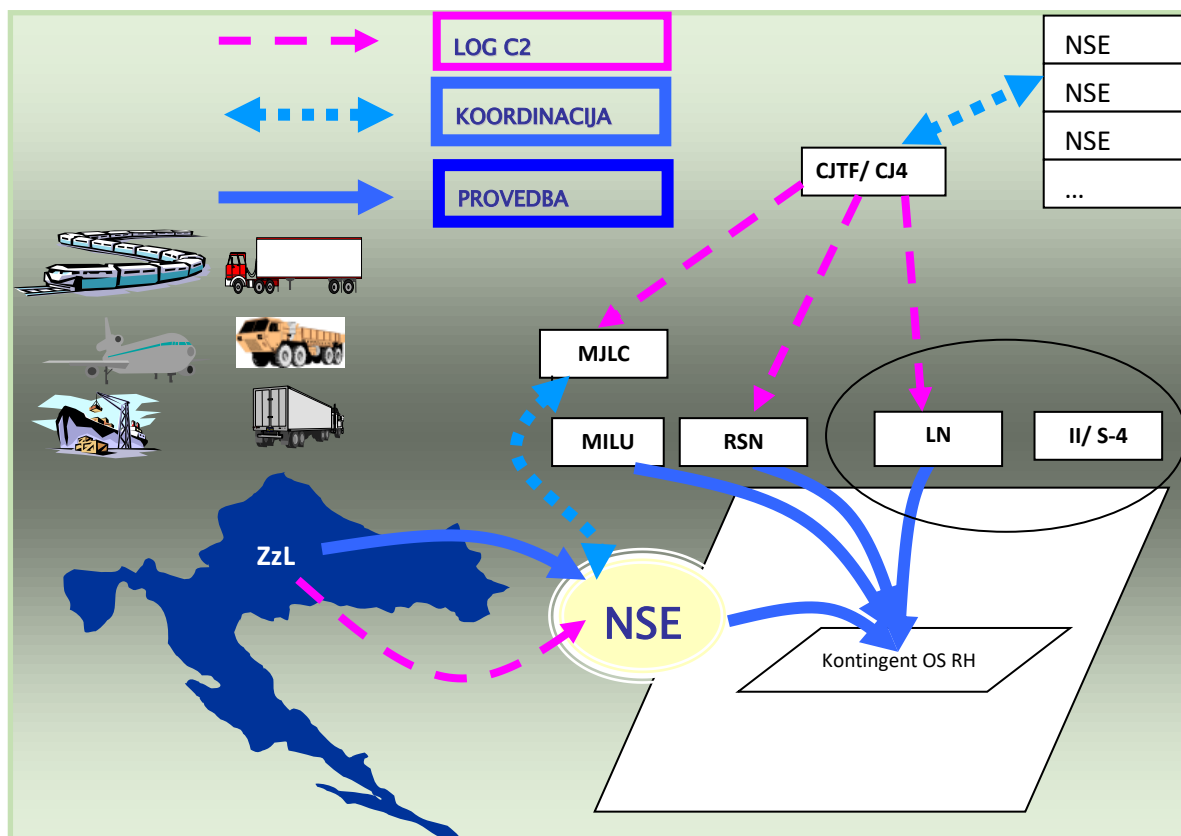 LOG C2
KOORDINACIJA
PROVEDBA
NSE
NSE
NSE
...
CJTF/ CJ4
MJLC
MILU
RSN
LN
II/ S-4
ZzL
NSE
Kontingent OS RH